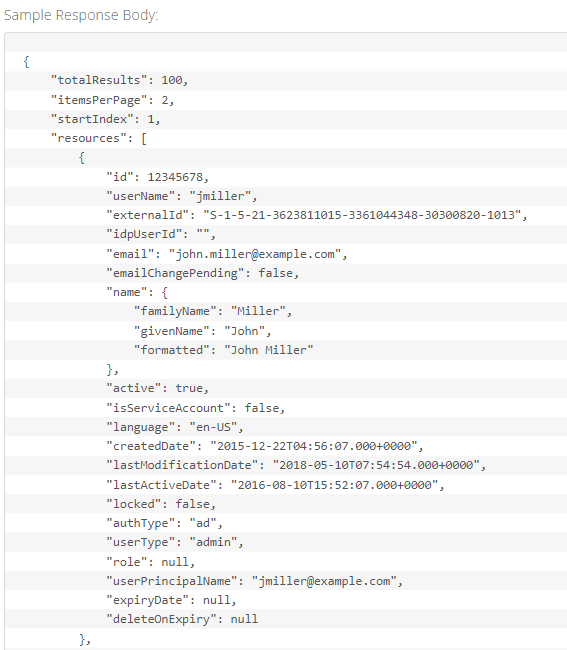 Sample Response Body:
{
"totalResults": 100,
"itemsPerPage": 2,
"startIndex": 1,
"resources": [
{
"id": 12345678,
"userName": "jmiller",
"externalId": "S-1-5-21-3623811015-3361044348-30300820-1013",
"idpUserId": "",
"email": "john.miller@example.com",
"emailChangePending": false,
"name": {
"familyName": "Miller",
"givenName": "John",
"formatted": "John Miller"
},
"active": true,
"isServiceAccount": false,
"language": "en-US",
"createdDate": "2015-12-22T04:56:07.000+0000",
"lastModificationDate": "2018-05-10T07:54:54.000+0000",
"lastActiveDate": "2016-08-10T15:52:07.000+0000",
"locked": false,
"authType": "ad",
"userType": "admin",
"role": null,
"userPrincipalName": "jmiller@example.com",
"expiryDate": null,
"deleteOnExpiry": null
},